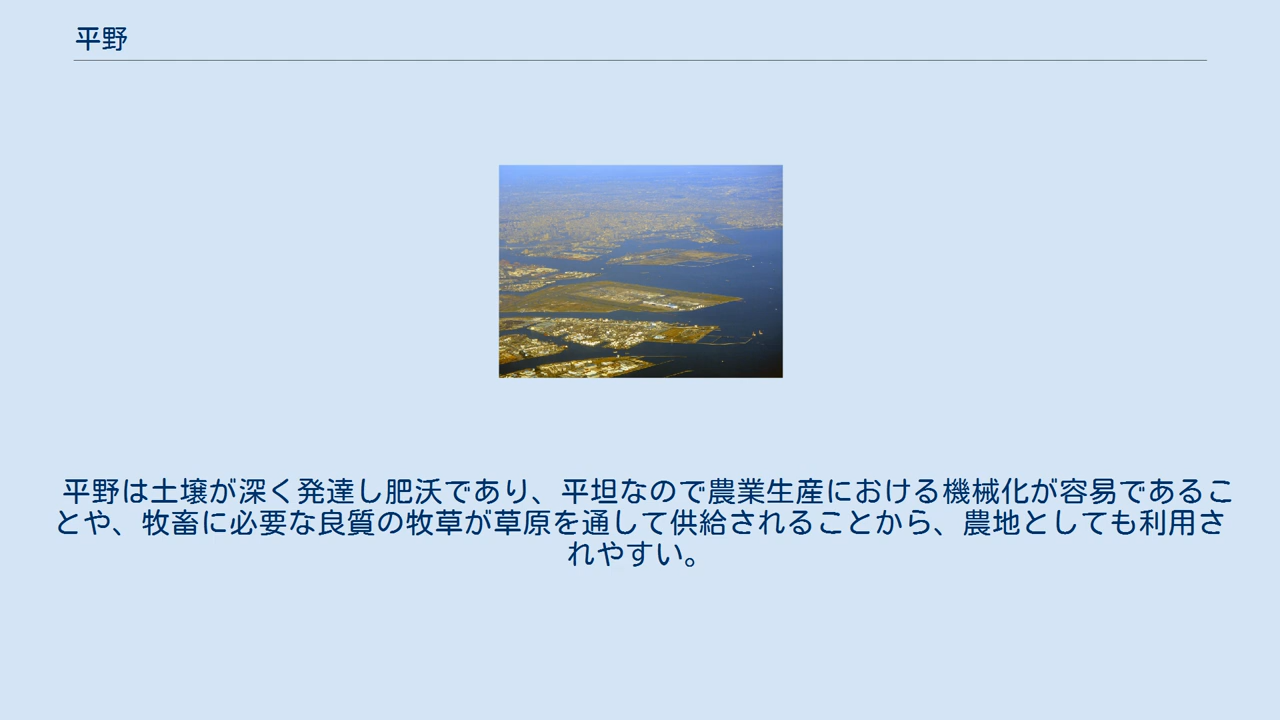 平野
平野は土壌が深く発達し肥沃であり、平坦なので農業生産における機械化が容易であるこ
とや、牧畜に必要な良質の牧草が草原を通して供給されることから、農地としても利用さ
れやすい。